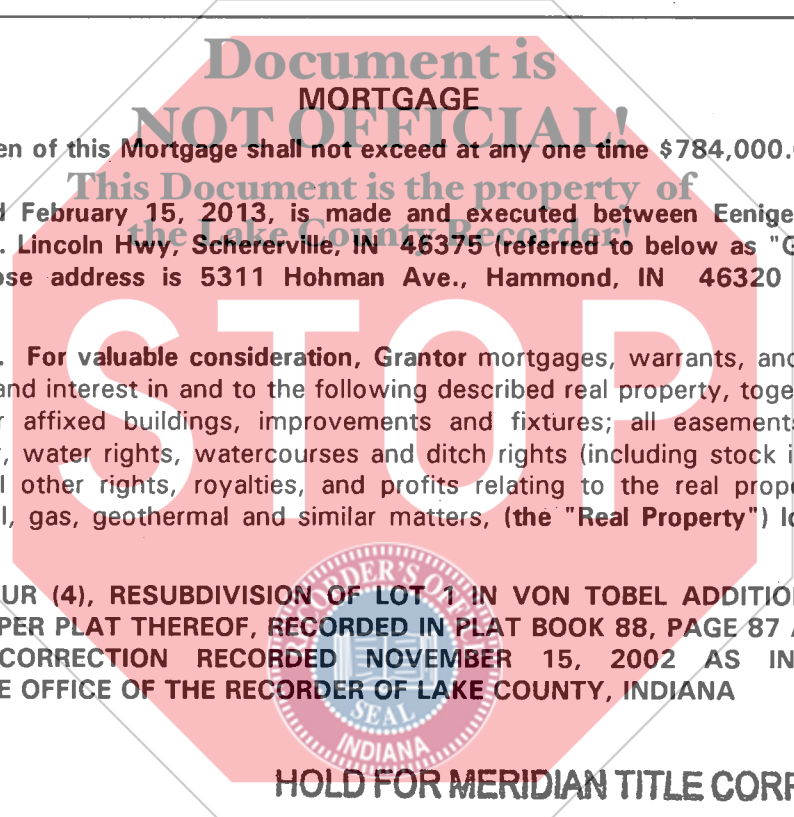 Document is
MORTGAGE
NOT OFFICIAL!
en of this Mortgage shall not exceed at any one time $784,000.
This Document is the property of
d February 15, 2013, is made and executed between Eenige
the Lake County Recorder!
. Lincoln Hwy, Schererville, IN 46375 (referred to below as "G
ose address is 5311 Hohman Ave., Hammond, IN 46320
STOP
. For valuable consideration, Grantor mortgages, warrants, and
and interest in and to the following described real property, toge
r affixed buildings, improvements and fixtures; all easements
, water rights, watercourses and ditch rights (including stock i
l other rights, royalties, and profits relating to the real prope
l, gas, geothermal and similar matters, (the "Real Property") lo
UR (4), RESUBDIVISION OF LOT 1 IN VON TOBEL ADDITION
PER PLAT THEREOF, RECORDED IN PLAT BOOK 88, PAGE 87 A
CORRECTION RECORDED NOVEMBER 15, 2002 AS IN
E OFFICE OF THE RECORDER OF LAKE COUNTY, INDIANA
RECORDER'S OFFICE
SEAL
INDIANA
HOLD FOR MERIDIAN TITLE CORP